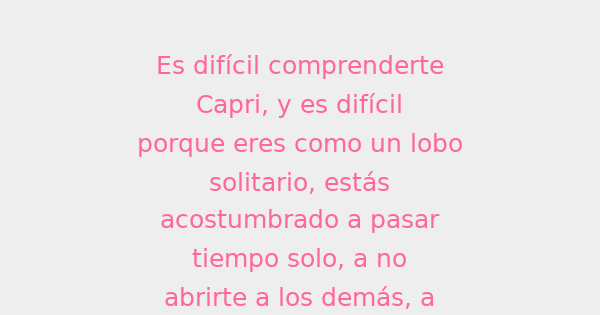 Es difícil comprenderte
Capri, y es difícil
porque eres como un lobo
solitario, estás
acostumbrado a pasar
tiempo solo, a no
abrirte a los demás, a